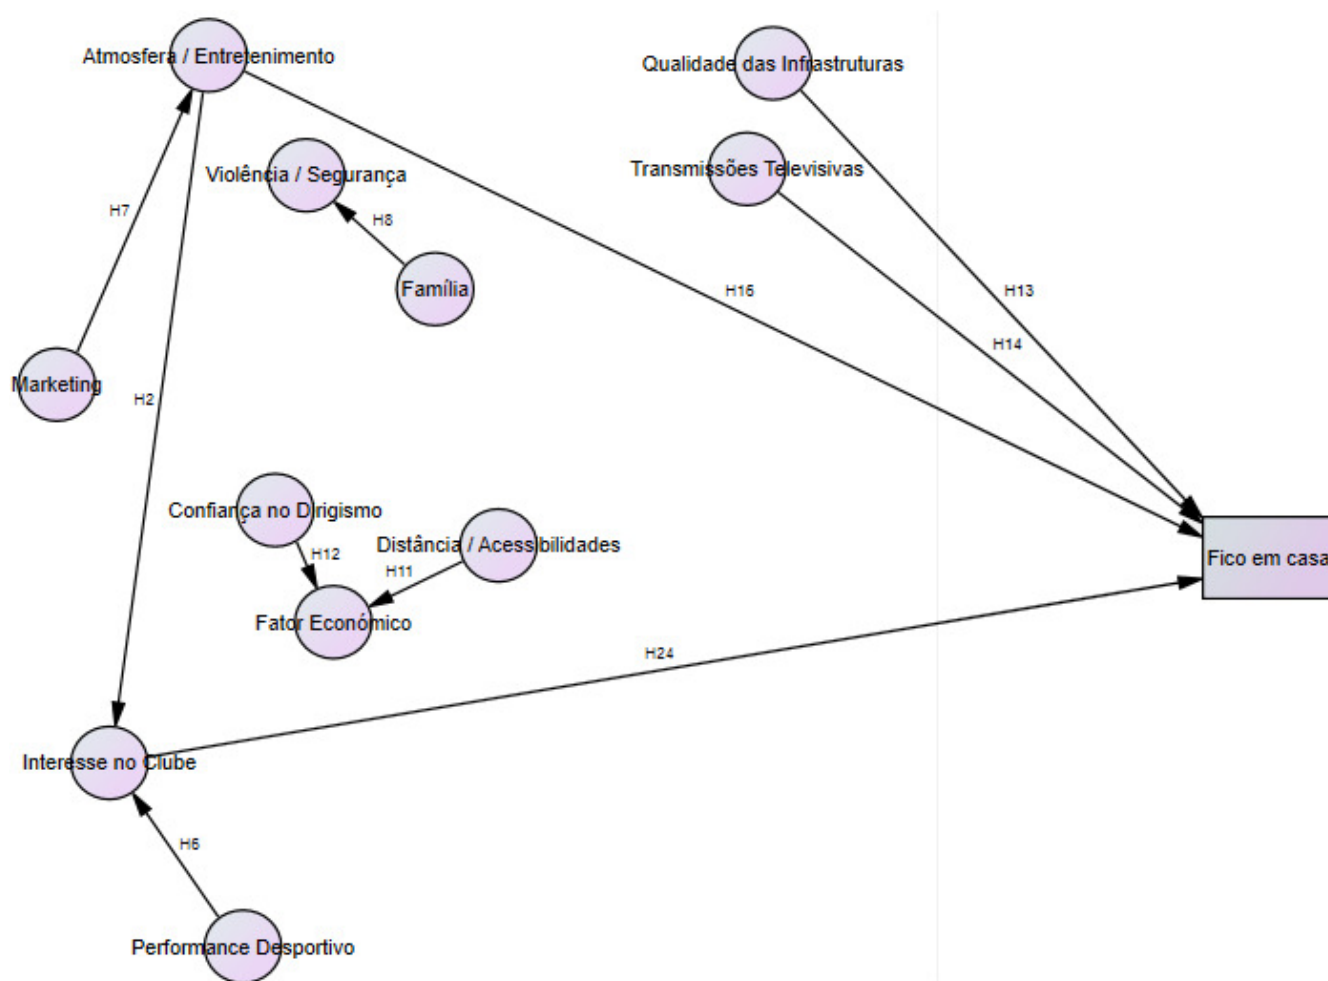 Atmosfera / Entretenimento
Qualidade das Infrastruturas
Transmissões Televisivas
Violência / Segurança
H7
H8
Família
H16
H13
H14
Marketing
H2
Confiança no Dirigismo
Distância / Acessibilidades
H12
H11
Fico em casa
Fator Económico
H24
Interesse no Clube
H6
Performance Desportivo